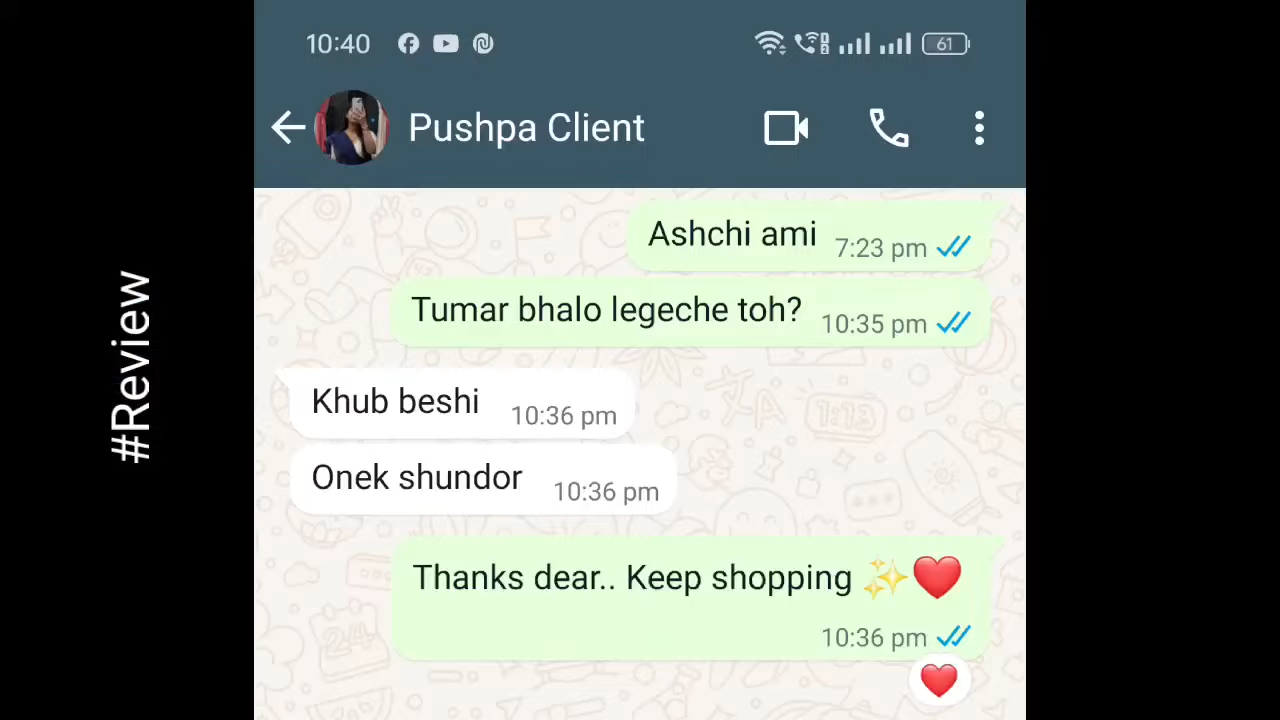 10:40
61
Pushpa Client
Ashchi ami 7:23 pm
Tumar bhalo legeche toh? 10:35 pm
Khub beshi 10:36 pm
Onek shundor 10:36 pm
Thanks dear.. Keep shopping ✨❤️
10:36 pm
#Review